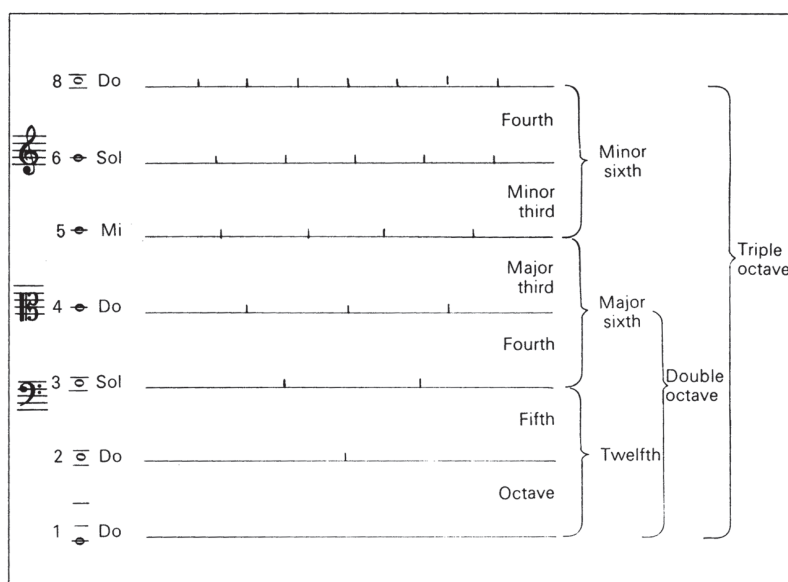 8 Do
Fourth
Minor
sixth
6 Sol
Minor
third
5 Mi
Triple
octave
Major
third
4 Do
Major
sixth
Fourth
Double
octave
3 Sol
Fifth
Twelfth
2 Do
Octave
1 Do